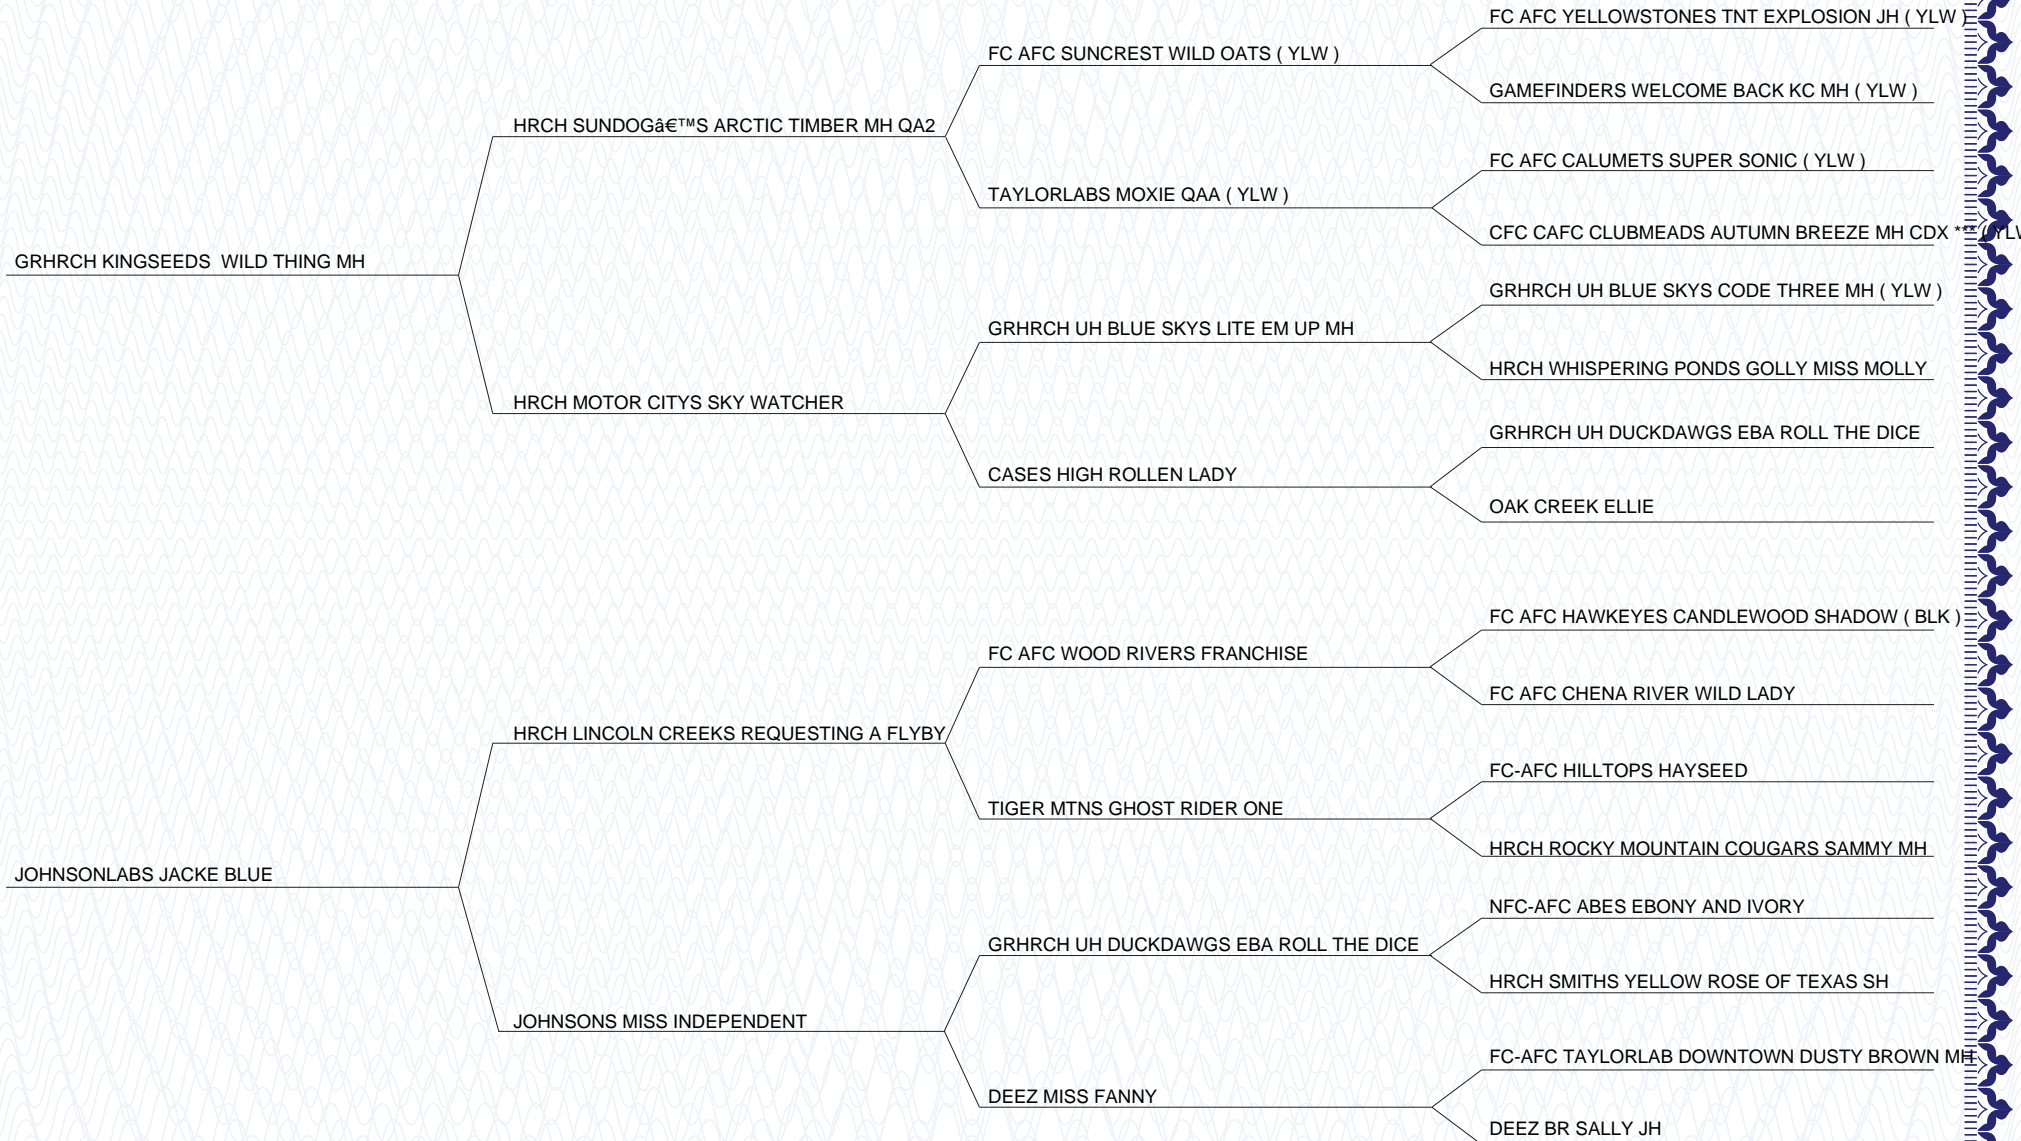 FC AFC YELLOWSTONES TNT EXPLOSION JH ( YLW )
FC AFC SUNCREST WILD OATS ( YLW )
GAMEFINDERS WELCOME BACK KC MH ( YLW )
HRCH SUNDOGâ€™S ARCTIC TIMBER MH QA2
FC AFC CALUMETS SUPER SONIC ( YLW )
TAYLORLABS MOXIE QAA ( YLW )
CFC CAFC CLUBMEADS AUTUMN BREEZE MH CDX *** ( YLW
GRHRCH KINGSEEDS  WILD THING MH
GRHRCH UH BLUE SKYS CODE THREE MH ( YLW )
GRHRCH UH BLUE SKYS LITE EM UP MH
HRCH WHISPERING PONDS GOLLY MISS MOLLY
HRCH MOTOR CITYS SKY WATCHER
GRHRCH UH DUCKDAWGS EBA ROLL THE DICE
CASES HIGH ROLLEN LADY
OAK CREEK ELLIE
FC AFC HAWKEYES CANDLEWOOD SHADOW ( BLK )
FC AFC WOOD RIVERS FRANCHISE
FC AFC CHENA RIVER WILD LADY
HRCH LINCOLN CREEKS REQUESTING A FLYBY
FC-AFC HILLTOPS HAYSEED
TIGER MTNS GHOST RIDER ONE
HRCH ROCKY MOUNTAIN COUGARS SAMMY MH
JOHNSONLABS JACKE BLUE
NFC-AFC ABES EBONY AND IVORY
GRHRCH UH DUCKDAWGS EBA ROLL THE DICE
HRCH SMITHS YELLOW ROSE OF TEXAS SH
JOHNSONS MISS INDEPENDENT
FC-AFC TAYLORLAB DOWNTOWN DUSTY BROWN MH
DEEZ MISS FANNY
DEEZ BR SALLY JH